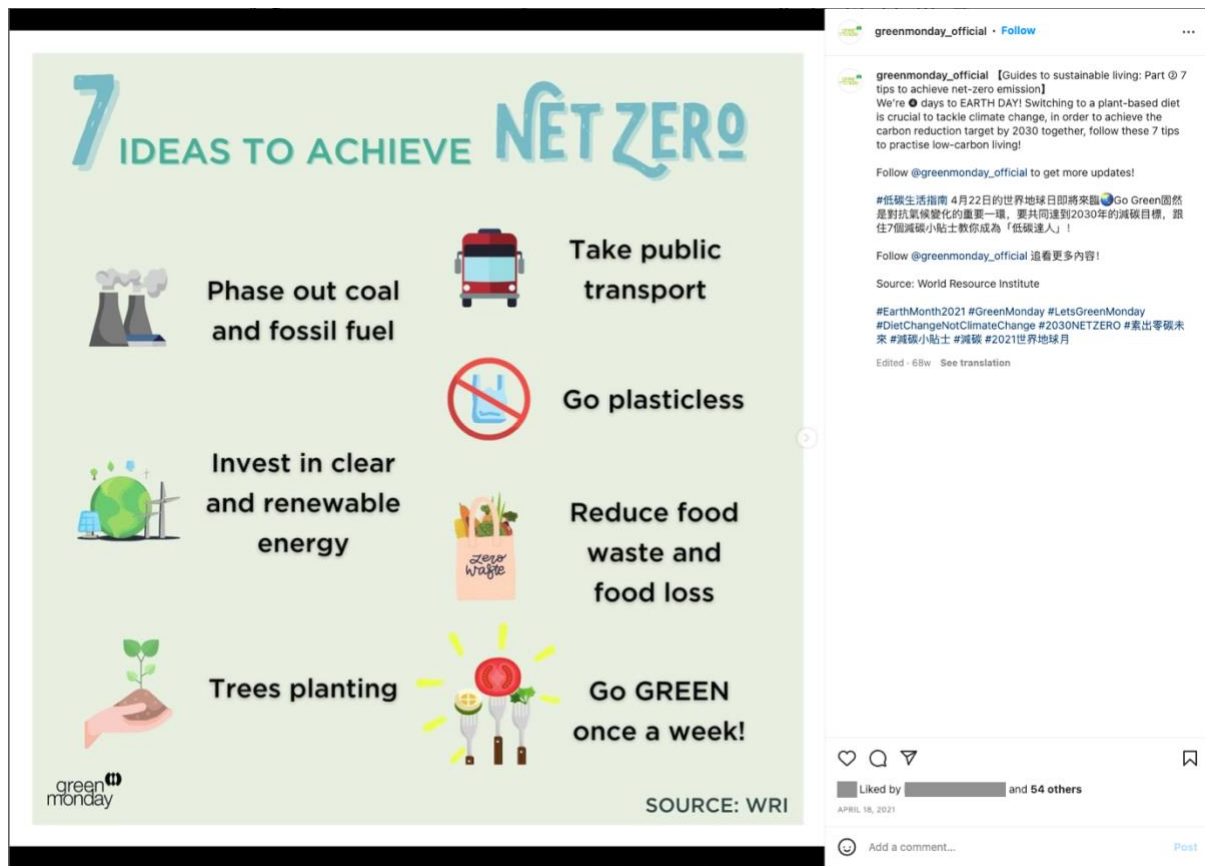 7 IDEAS TO ACHIEVE NET ZERO
Phase out coal
and fossil fuel
Invest in clear
and renewable
energy
Trees planting
Take public
transport
Go plasticless
zero
waste
Reduce food
waste and
food loss
Go GREEN
once a week!
green
monday
SOURCE: WRI
greenmonday_official • Follow
greenmonday_official 【Guides to sustainable living: Part ② 7
tips to achieve net-zero emission】
We're ❹ days to EARTH DAY! Switching to a plant-based diet
is crucial to tackle climate change, in order to achieve the
carbon reduction target by 2030 together, follow these 7 tips
to practise low-carbon living!
Follow @greenmonday_official to get more updates!
#低碳生活指南 4月22日的世界地球日即將來臨🌏Go Green固然
是對抗氣候變化的重要一環，要共同達到2030年的減碳目標，跟
住7個減碳小貼士教你成為「低碳達人」！
Follow @greenmonday_official 追看更多內容！
Source: World Resource Institute
#EarthMonth2021 #GreenMonday #LetsGreenMonday
#DietChangeNotClimateChange #2030NETZERO #素出零碳未
來 #減碳小貼士 #減碳 #2021世界地球月
Edited · 68w See translation
Liked by and 54 others
APRIL 18, 2021
Add a comment... Post